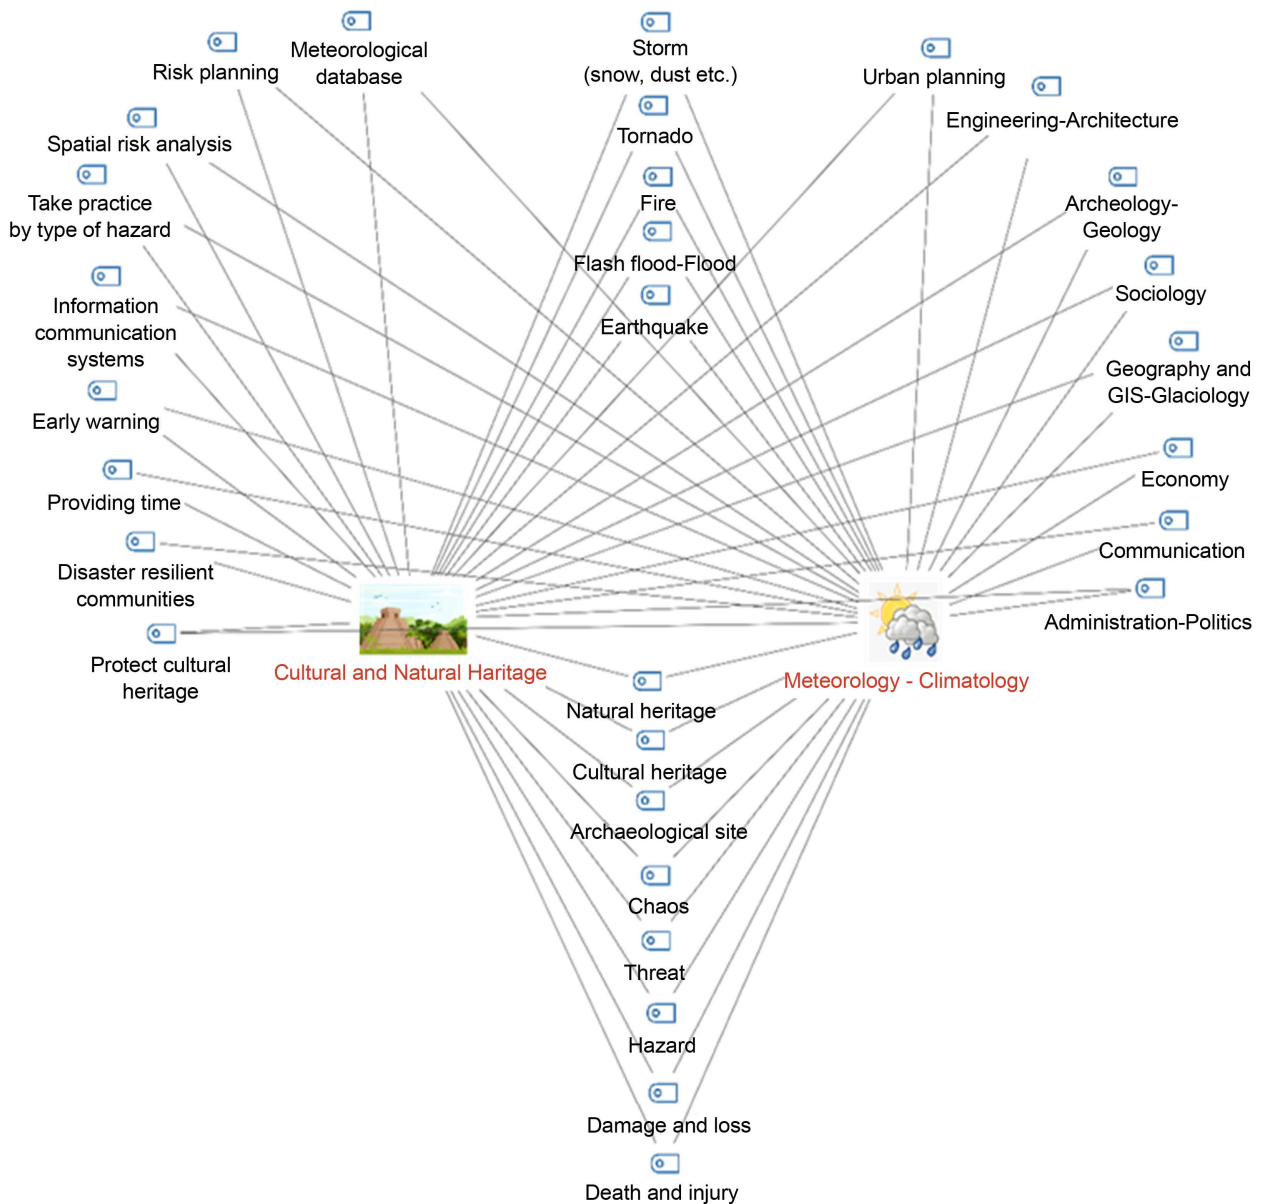 Meteorological
database
Storm
(snow, dust etc.)
Risk planning
Urban planning
Engineering-Architecture
Tornado
Spatial risk analysis
Take practice
by type of hazard
Fire
Archeology-
Geology
Flash flood-Flood
Information
communication
systems
Sociology
Earthquake
Geography and
GIS-Glaciology
Early warning
Economy
Providing time
Communication
Disaster resilient
communities
Administration-Politics
Protect cultural
heritage
Cultural and Natural Haritage
Meteorology - Climatology
Natural heritage
Cultural heritage
Archaeological site
Chaos
Threat
Hazard
Damage and loss
Death and injury